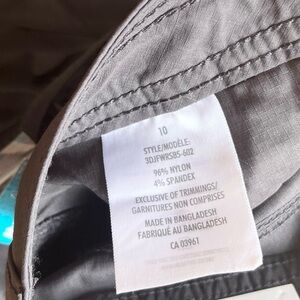 10
STYLE/MODÈLE:
3DJFWRSB5-602
96% NYLON
4% SPANDEX
EXCLUSIVE OF TRIMMINGS/
GARNITURES NON COMPRISES
MADE IN BANGLADESH
FABRIQUÉ AU BANGLADESH
CA 03961